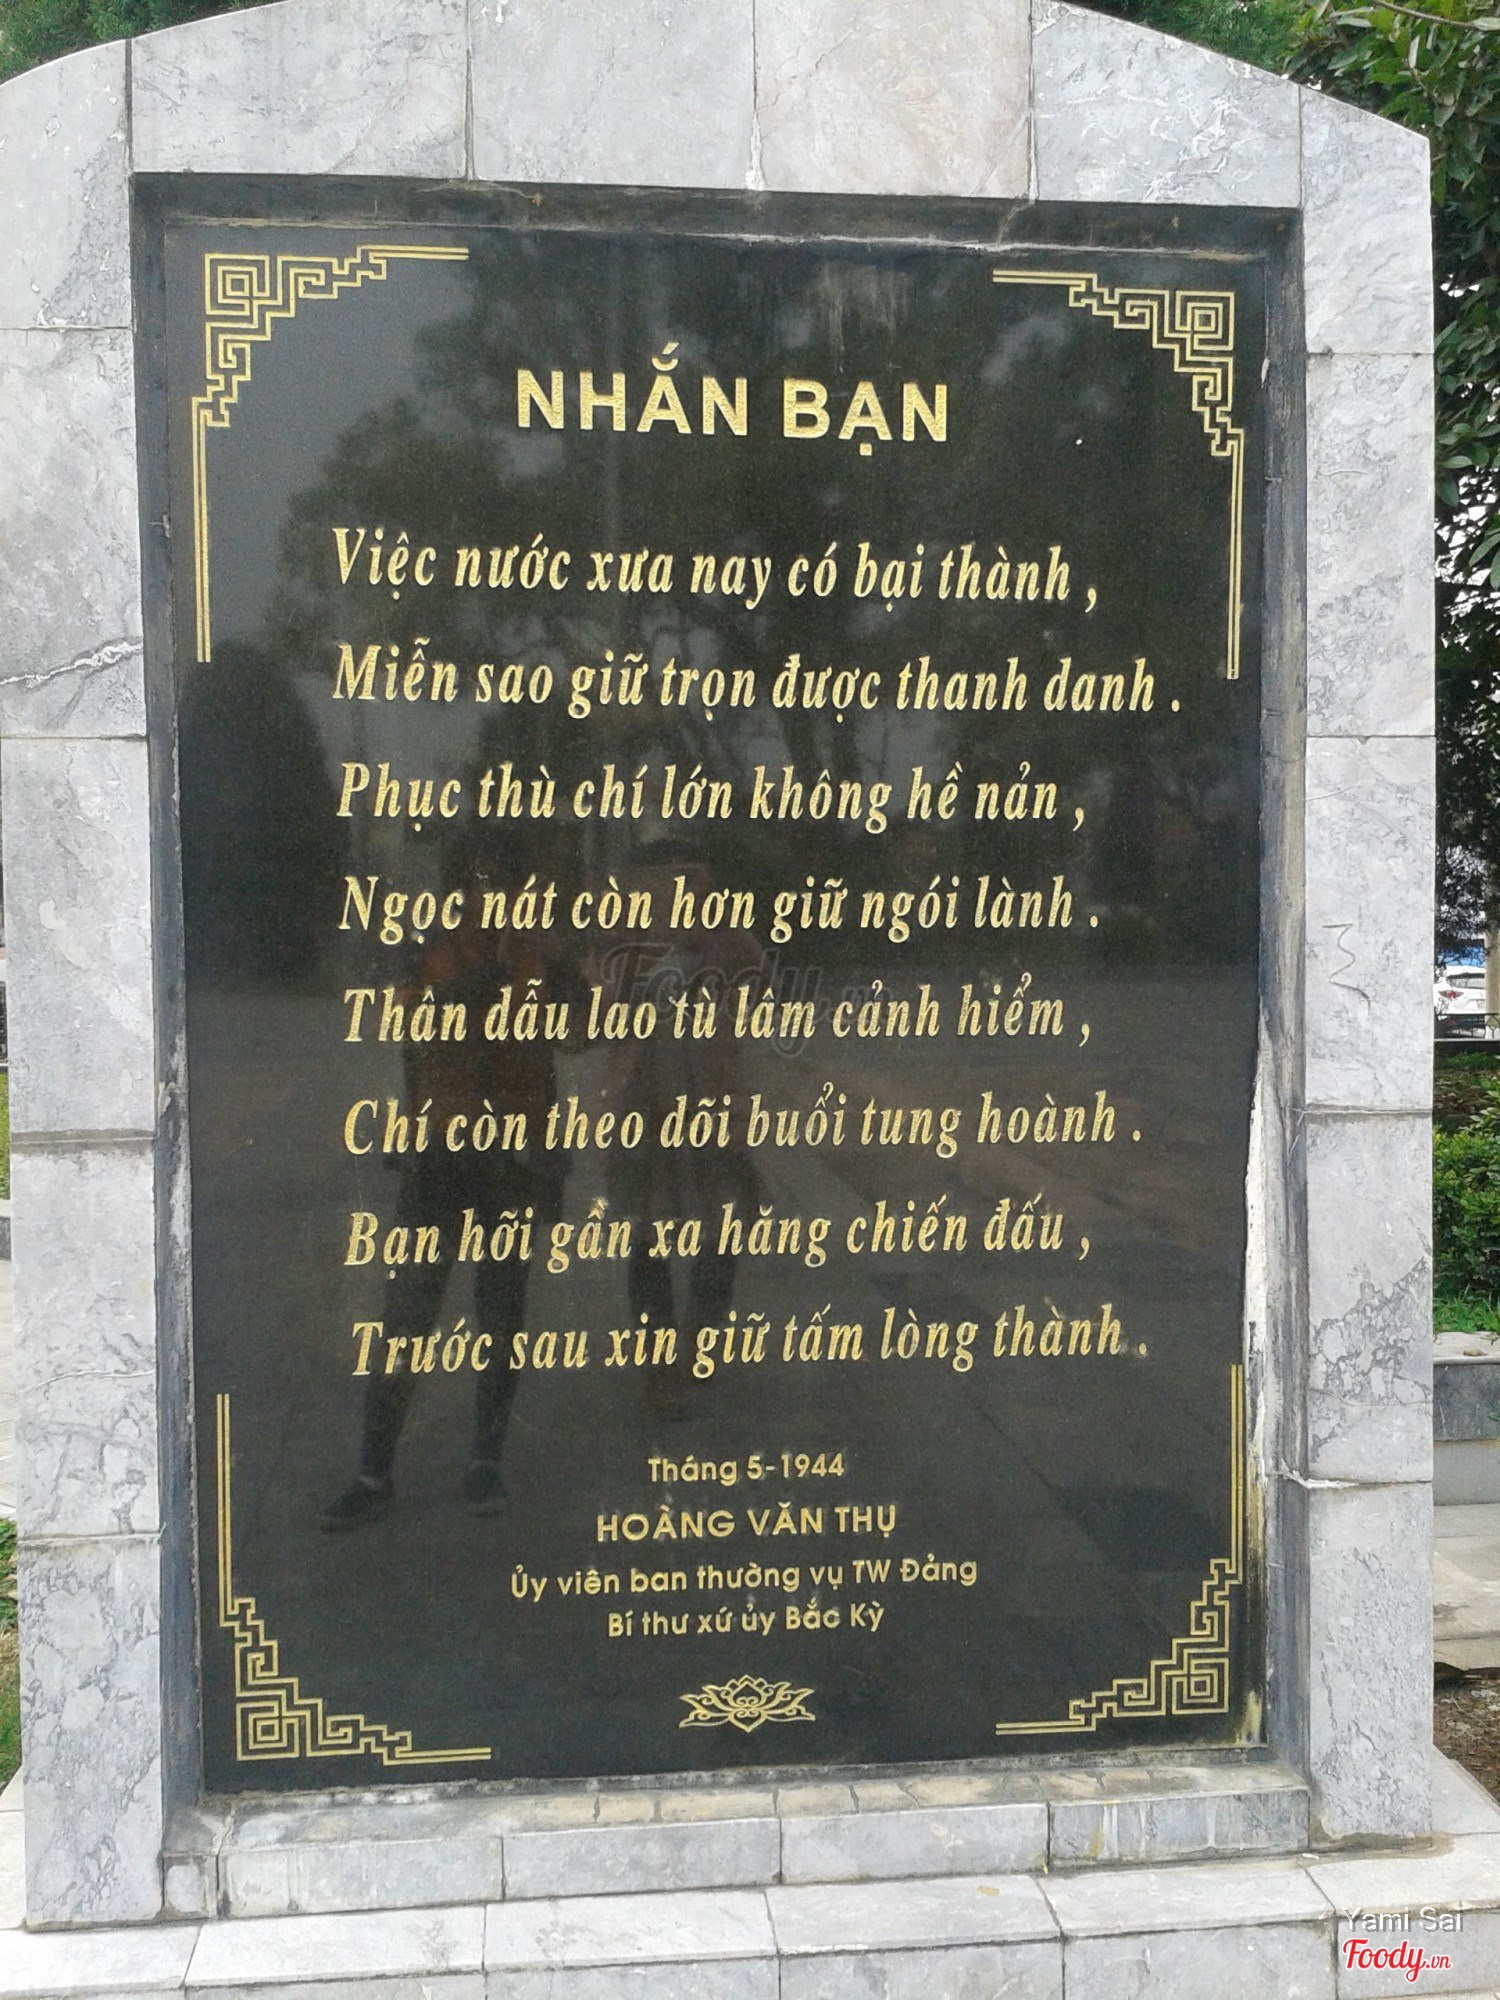 NHẮN BẠN
Việc nước xưa nay có bại thành ,
Miễn sao giữ trọn được thanh danh .
Phục thù chí lớn không hề nản ,
Ngọc nát còn hơn giữ ngói lành .
Thân dẫu lao tù lâm cảnh hiểm ,
Chí còn theo dõi buổi tung hoành .
Bạn hỡi gần xa hăng chiến đấu ,
Trước sau xin giữ tấm lòng thành .
Tháng 5-1944
HOÀNG VĂN THỤ
Ủy viên ban thường vụ TW Đảng
Bí thư xứ ủy Bắc Kỳ
Foody.vn
Yami Sai
Foody.vn